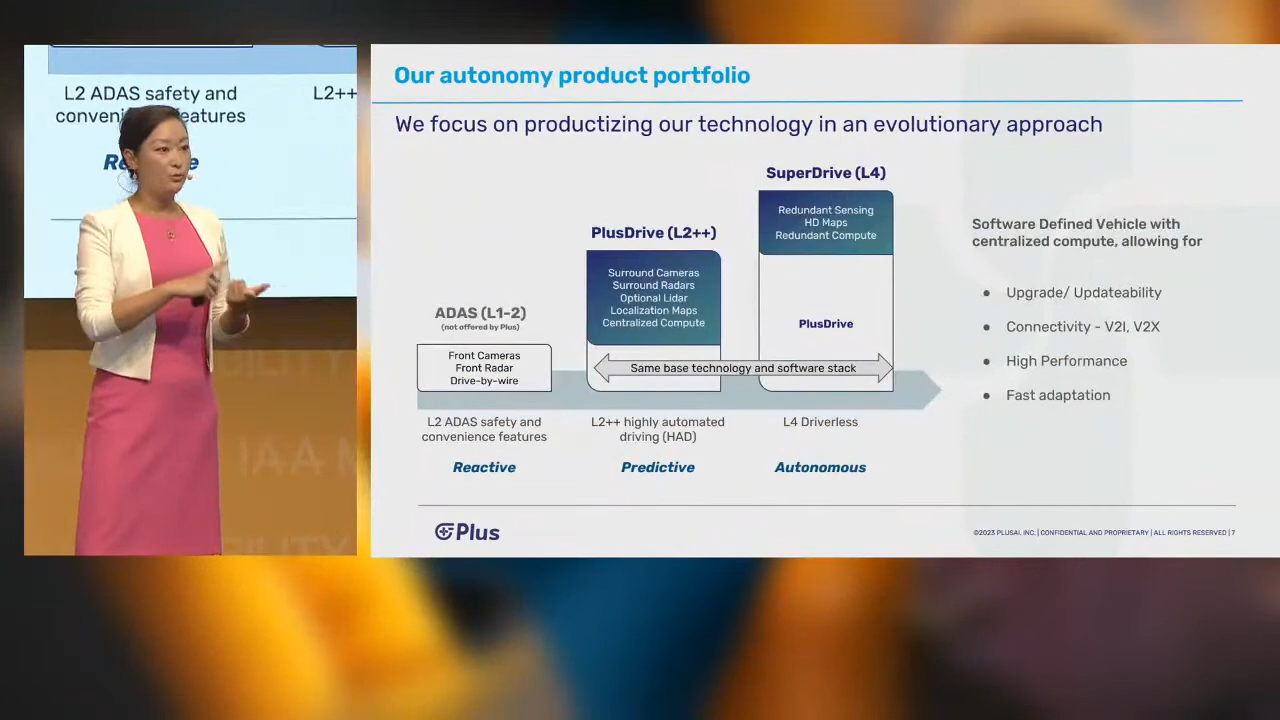 L2 ADAS safety and
L2++
Our autonomy product portfolio
We focus on productizing our technology in an evolutionary approach
SuperDrive (L4)
Redundant Sensing
HD Maps
Redundant Compute
PlusDrive
PlusDrive (L2++)
Surround Cameras
Surround Radars
Optional Lidar
Localization Maps
Centralized Compute
ADAS (L1-2)
(not offered by Plus)
Front Cameras
Front Radar
Drive-by-wire
Same base technology and software stack
L2 ADAS safety and
convenience features
L2++ highly automated
driving (HAD)
L4 Driverless
Reactive
Predictive
Autonomous
Software Defined Vehicle with
centralized compute, allowing for
● Upgrade/ Updateability
● Connectivity - V2I, V2X
● High Performance
● Fast adaptation
Plus
©2023 PLUSAI, INC. | CONFIDENTIAL AND PROPRIETARY | ALL RIGHTS RESERVED | 7
IAA